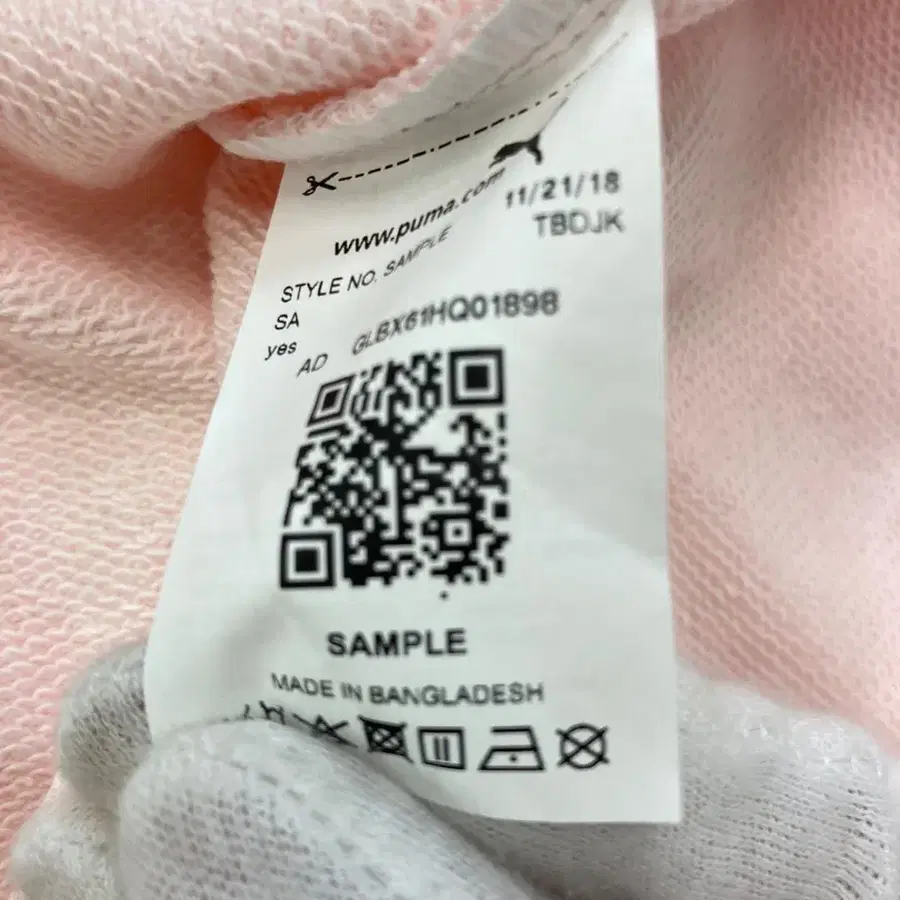 www.puma.com
11/21/18
TBDJK
STYLE NO. SAMPLE
SA
yes
AD GLBX61HQ01898
SAMPLE
MADE IN BANGLADESH